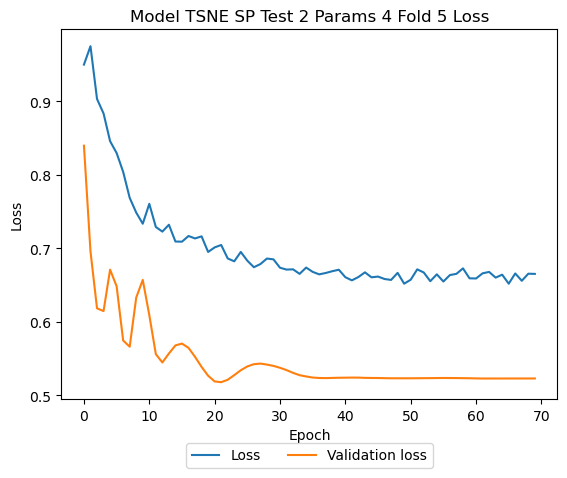 Model TSNE SP Test 2 Params 4 Fold 5 Loss
Loss
0.9
0.8
0.7
0.6
0.5
0 10 20 30 40 50 60 70
Epoch
Loss Validation loss